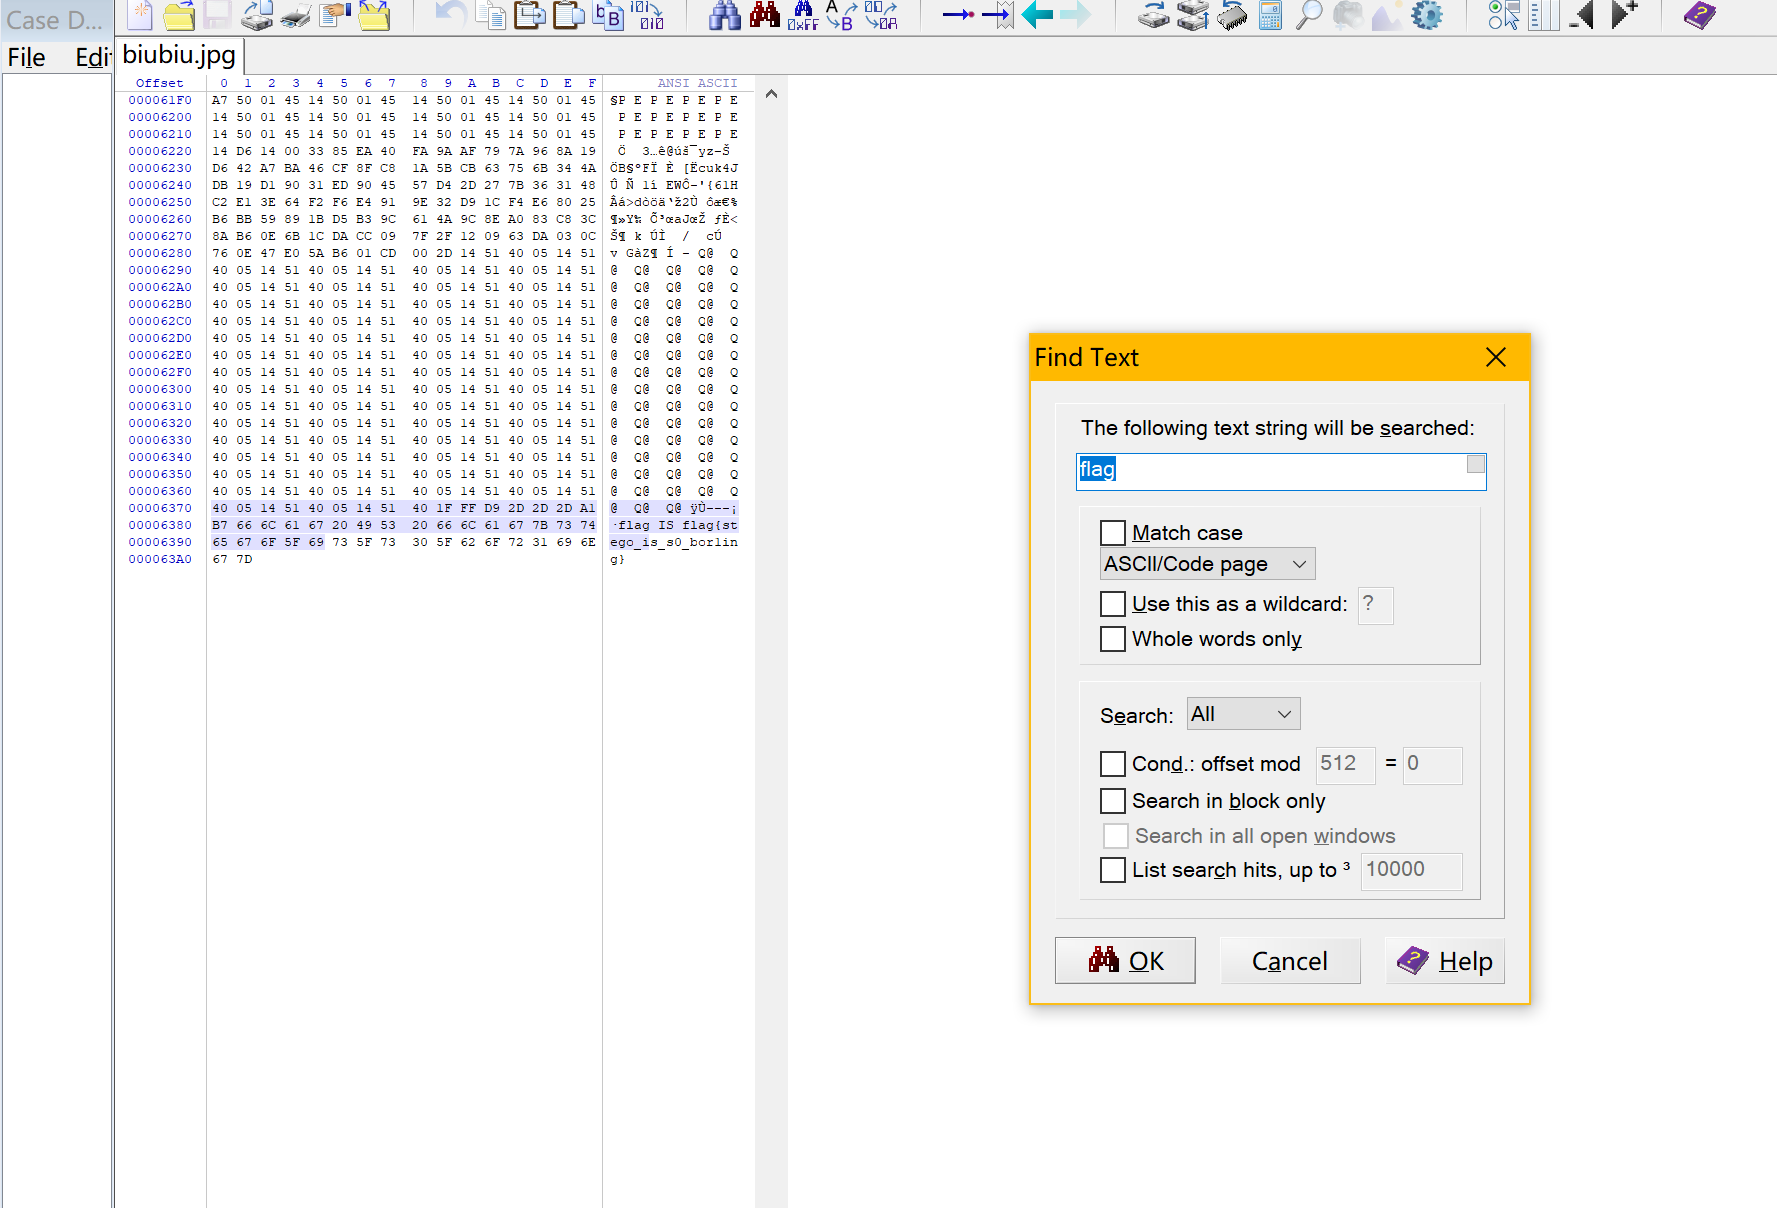 Case D...
File Edi
biubiu.jpg
Offset 0 1 2 3 4 5 6 7 8 9 A B C D E F ANSI ASCII
000061F0 A7 50 01 45 14 50 01 45 14 50 01 45 14 50 01 45 §P E P E P E P E
00006200 14 50 01 45 14 50 01 45 14 50 01 45 14 50 01 45 P E P E P E P E
00006210 14 50 01 45 14 50 01 45 14 50 01 45 14 50 01 45 P E P E P E P E
00006220 14 D6 14 00 33 85 EA 40 FA 9A AF 79 7A 96 8A 19 Ö 3…ê@úš¯yz–Š
00006230 D6 42 A7 BA 46 CF 8F C8 1A 5B CB 63 75 6B 34 4A ÖB§ºFÏ È [Ëcuk4J
00006240 DB 19 D1 90 31 ED 90 45 57 D4 2D 27 7B 36 31 48 Û Ñ 1í EWÔ-'{61H
00006250 C2 E1 3E 64 F2 F6 E4 91 9E 32 D9 1C F4 E6 80 25 Âá>dòöä‘ž2Ù ôæ€%
00006260 B6 BB 59 89 1B D5 B3 9C 61 4A 9C 8E A0 83 C8 3C ¶»Y‰ Õ³œaJœŽ ƒÈ<
00006270 8A B6 0E 6B 1C DA CC 09 7F 2F 12 09 63 DA 03 0C Š¶ k ÚÌ / cÚ
00006280 76 0E 47 E0 5A B6 01 CD 00 2D 14 51 40 05 14 51 v GàZ¶ Í - Q@ Q
00006290 40 05 14 51 40 05 14 51 40 05 14 51 40 05 14 51 @ Q@ Q@ Q@ Q
000062A0 40 05 14 51 40 05 14 51 40 05 14 51 40 05 14 51 @ Q@ Q@ Q@ Q
000062B0 40 05 14 51 40 05 14 51 40 05 14 51 40 05 14 51 @ Q@ Q@ Q@ Q
000062C0 40 05 14 51 40 05 14 51 40 05 14 51 40 05 14 51 @ Q@ Q@ Q@ Q
000062D0 40 05 14 51 40 05 14 51 40 05 14 51 40 05 14 51 @ Q@ Q@ Q@ Q
000062E0 40 05 14 51 40 05 14 51 40 05 14 51 40 05 14 51 @ Q@ Q@ Q@ Q
000062F0 40 05 14 51 40 05 14 51 40 05 14 51 40 05 14 51 @ Q@ Q@ Q@ Q
00006300 40 05 14 51 40 05 14 51 40 05 14 51 40 05 14 51 @ Q@ Q@ Q@ Q
00006310 40 05 14 51 40 05 14 51 40 05 14 51 40 05 14 51 @ Q@ Q@ Q@ Q
00006320 40 05 14 51 40 05 14 51 40 05 14 51 40 05 14 51 @ Q@ Q@ Q@ Q
00006330 40 05 14 51 40 05 14 51 40 05 14 51 40 05 14 51 @ Q@ Q@ Q@ Q
00006340 40 05 14 51 40 05 14 51 40 05 14 51 40 05 14 51 @ Q@ Q@ Q@ Q
00006350 40 05 14 51 40 05 14 51 40 05 14 51 40 05 14 51 @ Q@ Q@ Q@ Q
00006360 40 05 14 51 40 05 14 51 40 05 14 51 40 05 14 51 @ Q@ Q@ Q@ Q
00006370 40 05 14 51 40 05 14 51 40 1F FF D9 2D 2D 2D A1 @ Q@ Q@ ÿÙ---¡
00006380 B7 66 6C 61 67 20 49 53 20 66 6C 61 67 7B 73 74 ·flag IS flag{st
00006390 65 67 6F 5F 69 73 5F 73 30 5F 62 6F 72 31 69 6E ego_is_s0_bor1in
000063A0 67 7D g}
Find Text
The following text string will be searched:
flag
Match case
ASCII/Code page
Use this as a wildcard: ?
Whole words only
Search: All
Cond.: offset mod 512 = 0
Search in block only
Search in all open windows
List search hits, up to ³ 10000
OK Cancel Help